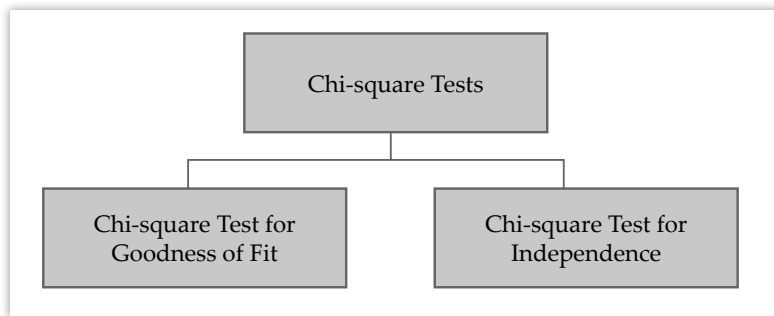 Chi-square Tests
Chi-square Test for
Goodness of Fit
Chi-square Test for
Independence